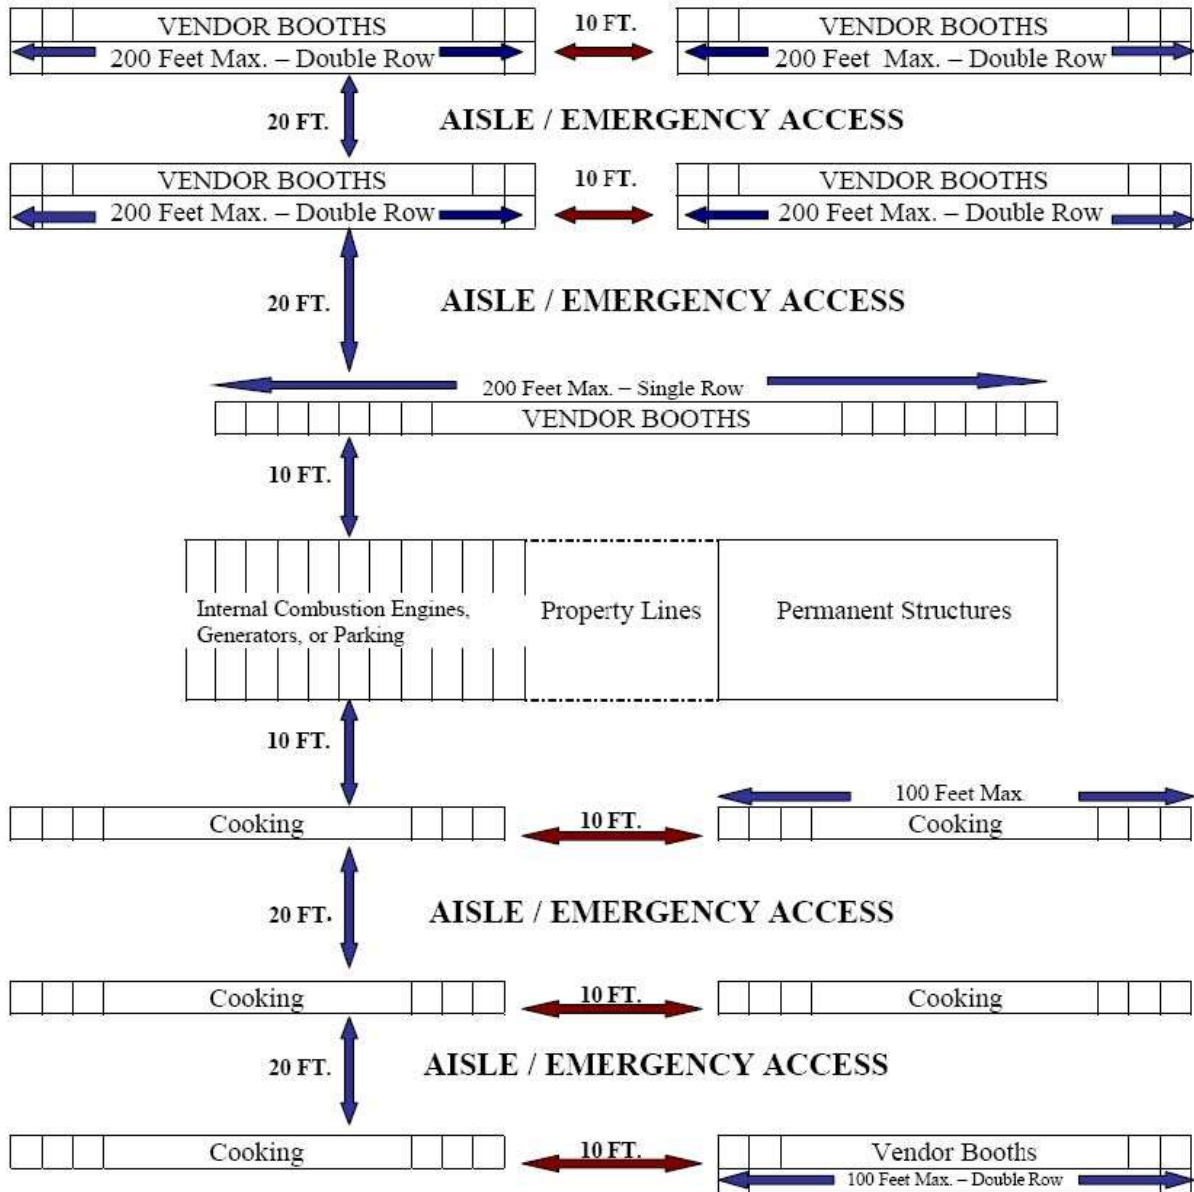 VENDOR BOOTHS
10 FT.
VENDOR BOOTHS
200 Feet Max. – Double Row
200 Feet Max. – Double Row
20 FT.
AISLE / EMERGENCY ACCESS
VENDOR BOOTHS
10 FT.
VENDOR BOOTHS
200 Feet Max. – Double Row
200 Feet Max. – Double Row
20 FT.
AISLE / EMERGENCY ACCESS
200 Feet Max. – Single Row
VENDOR BOOTHS
10 FT.
Internal Combustion Engines,
Generators, or Parking
Property Lines
Permanent Structures
10 FT.
100 Feet Max.
Cooking
10 FT.
Cooking
20 FT.
AISLE / EMERGENCY ACCESS
Cooking
10 FT.
Cooking
20 FT.
AISLE / EMERGENCY ACCESS
Cooking
10 FT.
Vendor Booths
100 Feet Max. – Double Row